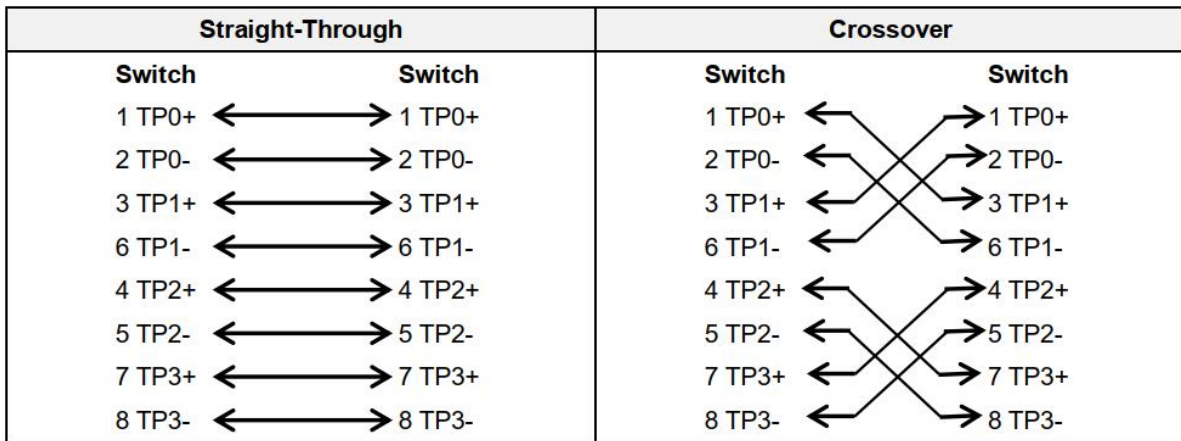 Straight-Through Crossover
Switch Switch Switch Switch
1 TP0+ 1 TP0+ 1 TP0+ 1 TP0+
2 TP0- 2 TP0- 2 TP0- 2 TP0-
3 TP1+ 3 TP1+ 3 TP1+ 3 TP1+
6 TP1- 6 TP1- 6 TP1- 6 TP1-
4 TP2+ 4 TP2+ 4 TP2+ 4 TP2+
5 TP2- 5 TP2- 5 TP2- 5 TP2-
7 TP3+ 7 TP3+ 7 TP3+ 7 TP3+
8 TP3- 8 TP3- 8 TP3- 8 TP3-